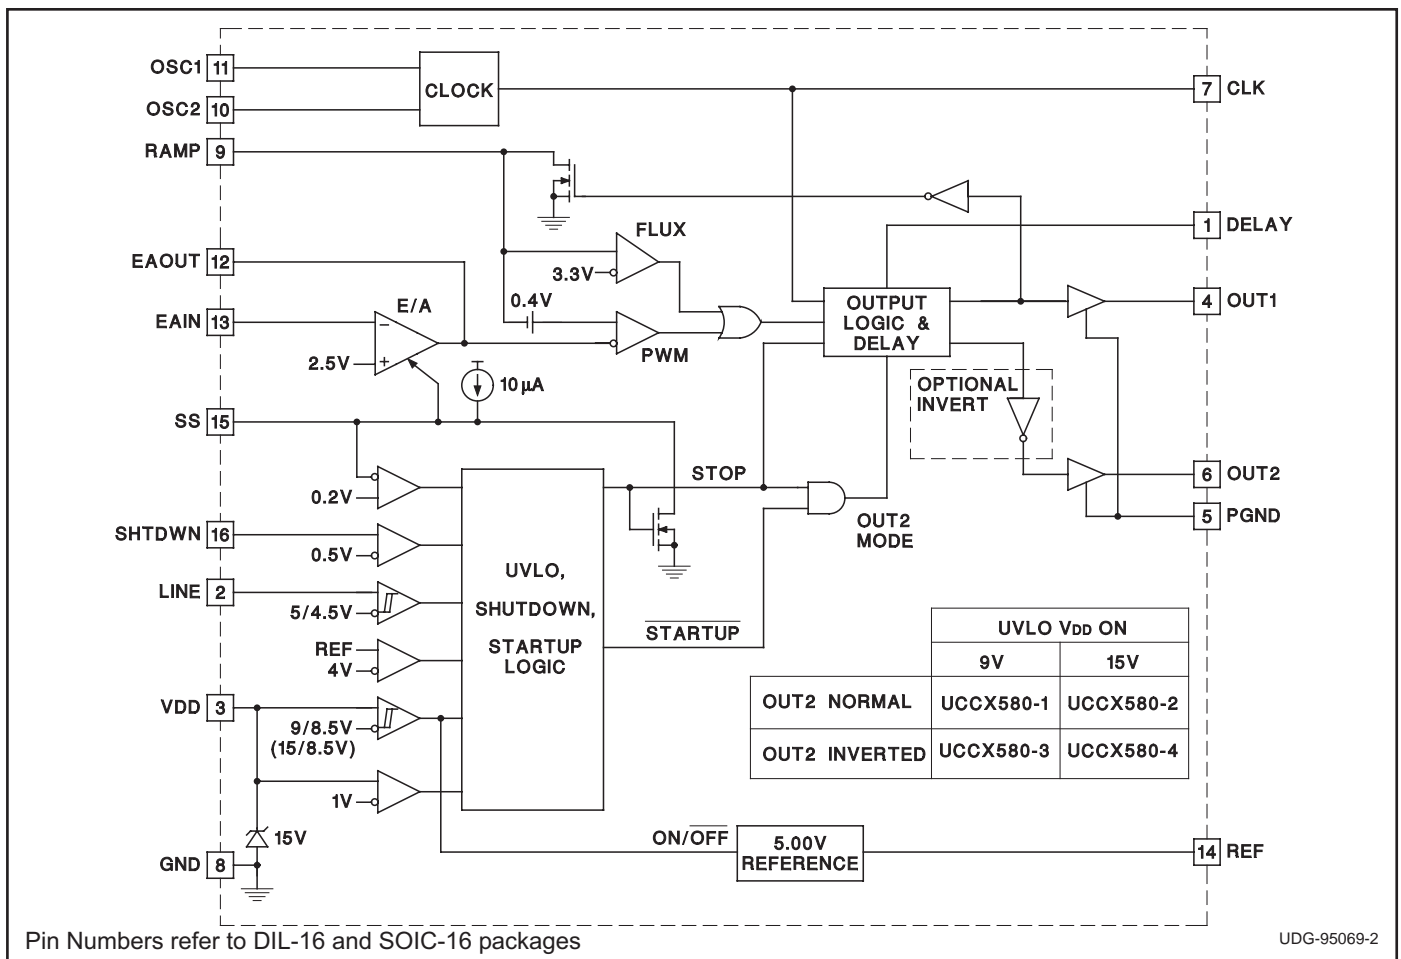 OSC1 11
CLOCK
7 CLK
OSC2 10
RAMP 9
FLUX
1 DELAY
EAOUT 12
3.3V
0.4V
E/A
OUTPUT
LOGIC &
DELAY
4 OUT1
EAIN 13
−
+
2.5V
PWM
10 µA
OPTIONAL
INVERT
SS 15
STOP
6 OUT2
0.2V
5 PGND
SHTDWN 16
0.5V
OUT2
MODE
LINE 2
5/4.5V
UVLO,
SHUTDOWN,
STARTUP
LOGIC
STARTUP
REF
4V
UVLO VDD ON
9V 15V
OUT2 NORMAL UCCX580-1 UCCX580-2
OUT2 INVERTED UCCX580-3 UCCX580-4
VDD 3
9/8.5V
(15/8.5V)
1V
15V
ON/OFF
5.00V
REFERENCE
14 REF
GND 8
Pin Numbers refer to DIL-16 and SOIC-16 packages
UDG-95069-2